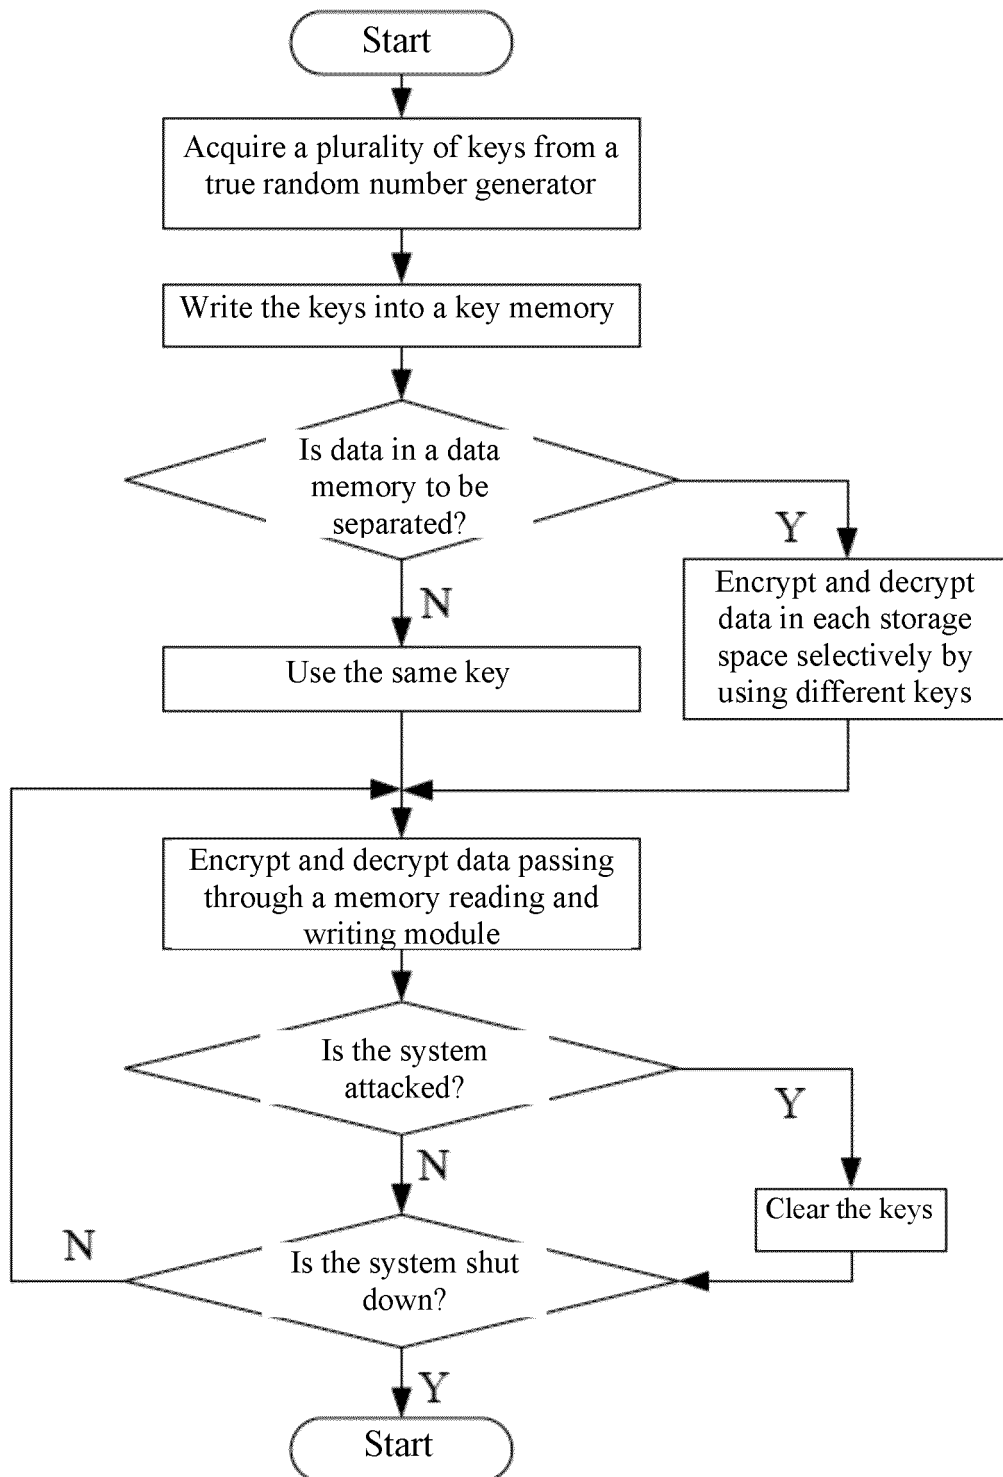 Start
Acquire a plurality of keys from a
true random number generator
Write the keys into a key memory
Is data in a data
memory to be
separated?
Y
N
Encrypt and decrypt
data in each storage
space selectively by
using different keys
Use the same key
Encrypt and decrypt data passing
through a memory reading and
writing module
Is the system
attacked?
Y
N
Clear the keys
N
Is the system shut
down?
Y
Start